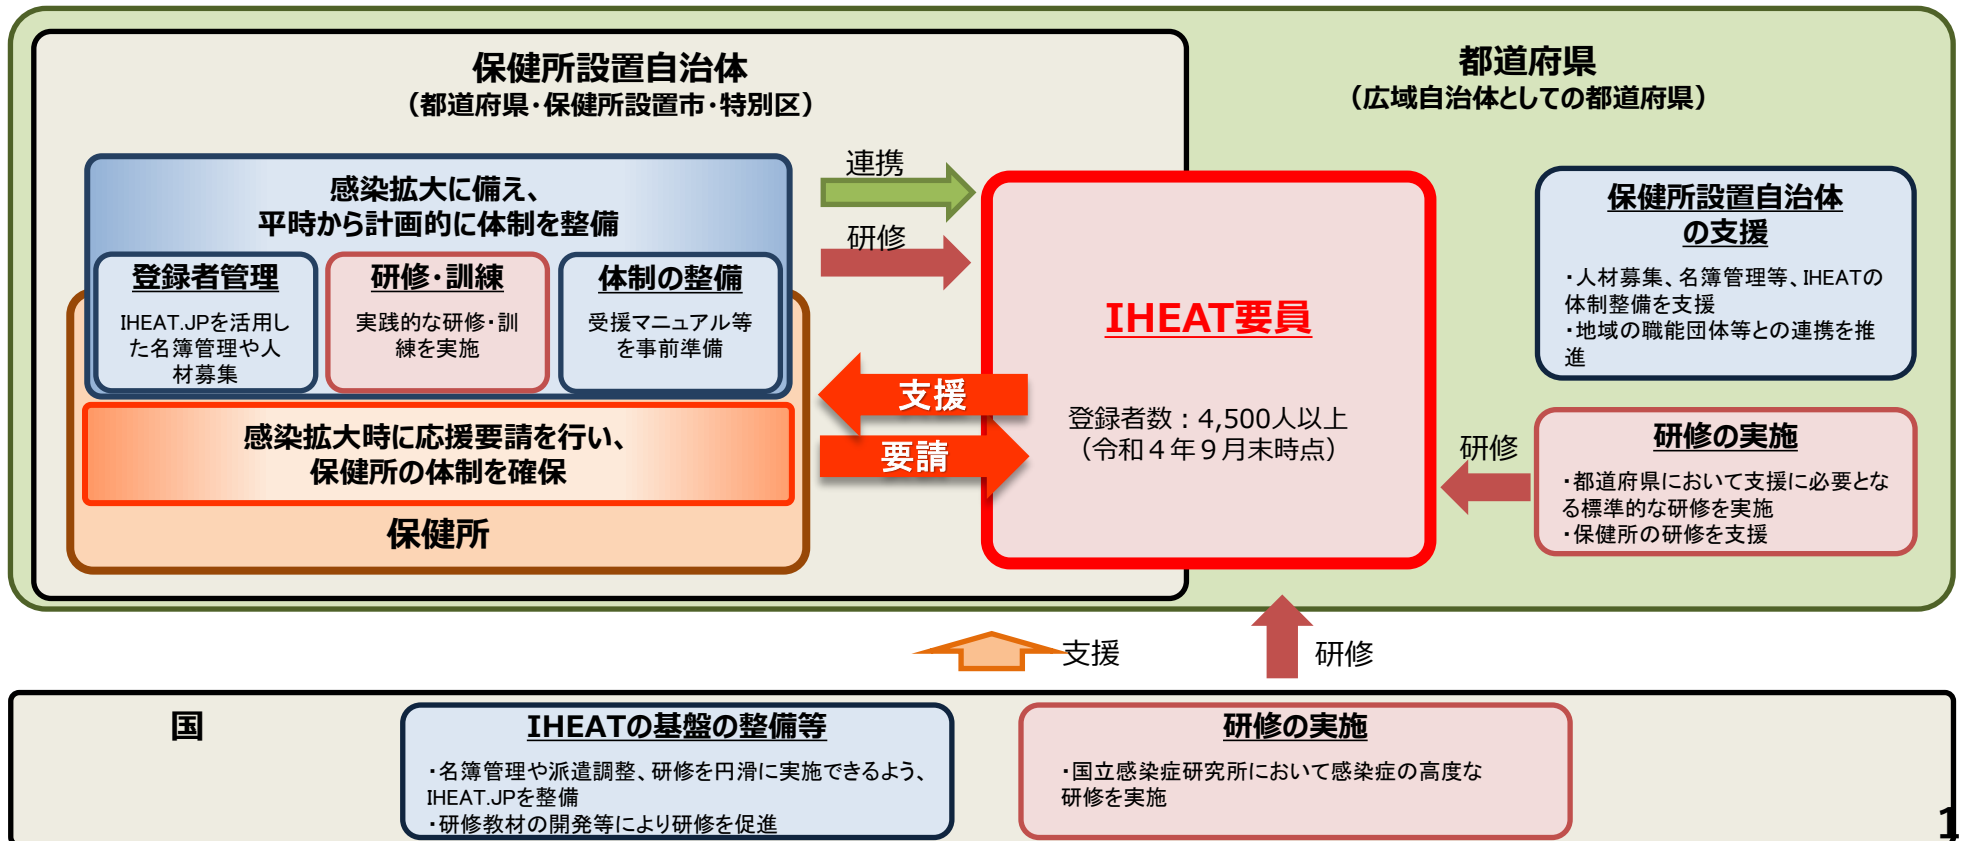 保健所設置自治体
（都道府県・保健所設置市・特別区）
都道府県
（広域自治体としての都道府県）
感染拡大に備え、
平時から計画的に体制を整備
登録者管理
IHEAT.JPを活用し
た名簿管理や人
材募集
研修・訓練
実践的な研修・訓
練を実施
体制の整備
受援マニュアル等
を事前準備
感染拡大時に応援要請を行い、
保健所の体制を確保
保健所
連携
研修
支援
要請
IHEAT要員
登録者数：4,500人以上
（令和４年９月末時点）
保健所設置自治体
の支援
・人材募集、名簿管理等、IHEATの
体制整備を支援
・地域の職能団体等との連携を推
進
研修
研修の実施
・都道府県において支援に必要とな
る標準的な研修を実施
・保健所の研修を支援
支援
研修
国
IHEATの基盤の整備等
・名簿管理や派遣調整、研修を円滑に実施できるよう、
IHEAT.JPを整備
・研修教材の開発等により研修を促進
研修の実施
・国立感染症研究所において感染症の高度な
研修を実施
1